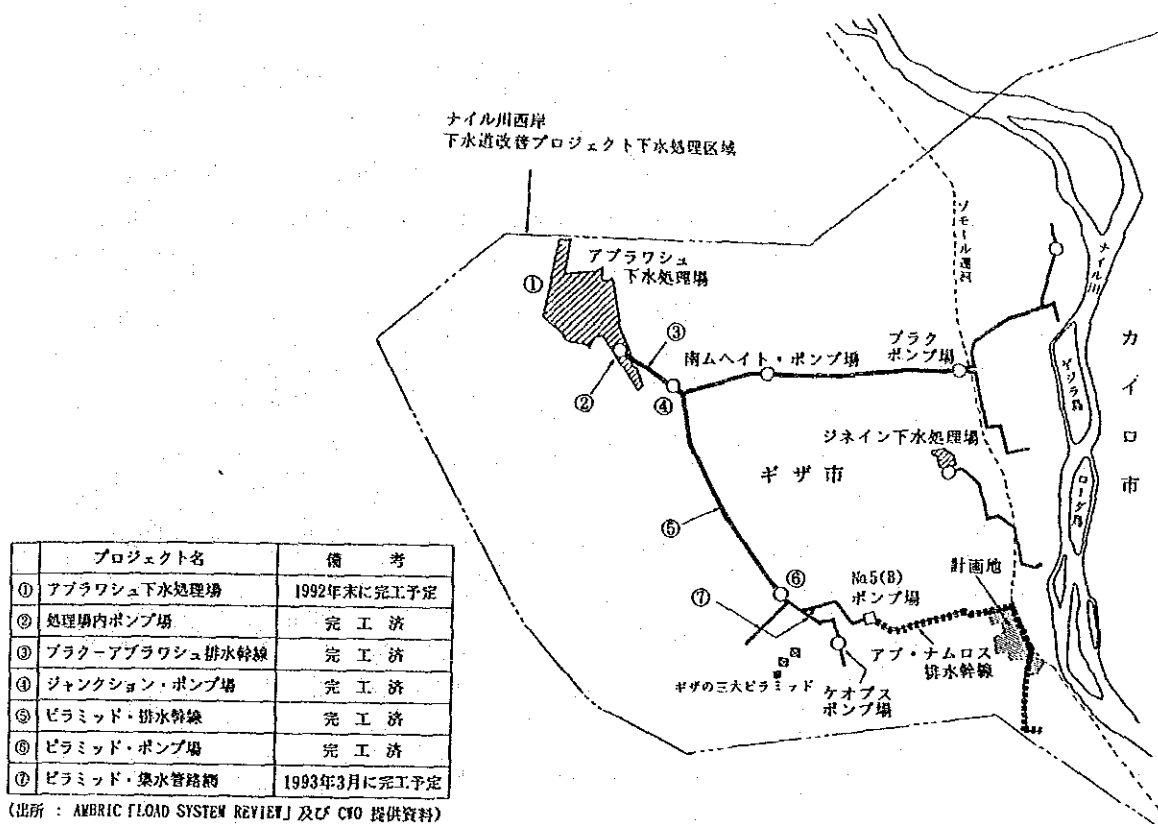 ナイル川西岸
下水道改善プロジェクト下水処理区域
アブラワシュ
下水処理場
①
③
南ムヘイト・ポンプ場
ブラク
ポンプ場
②
④
ゾモール運河
ナイル川
ゲジラ島
カイロ市
ジネイン下水処理場
ギザ市
ローダ島
⑤
計画地
⑥
No.5(B)
ポンプ場
⑦
アブ・ナムロス
排水幹線
ギザの三大ピラミッド
ケオプス
ポンプ場
プロジェクト名 備考
① アブラワシュ下水処理場 1992年末に完工予定
② 処理場内ポンプ場 完工済
③ ブラクーアブラワシュ排水幹線 完工済
④ ジャンクション・ポンプ場 完工済
⑤ ピラミッド・排水幹線 完工済
⑥ ピラミッド・ポンプ場 完工済
⑦ ピラミッド・集水管路網 1993年3月に完工予定
(出所 : AMBRIC「LOAD SYSTEM REVIEW」及び CWO 提供資料)